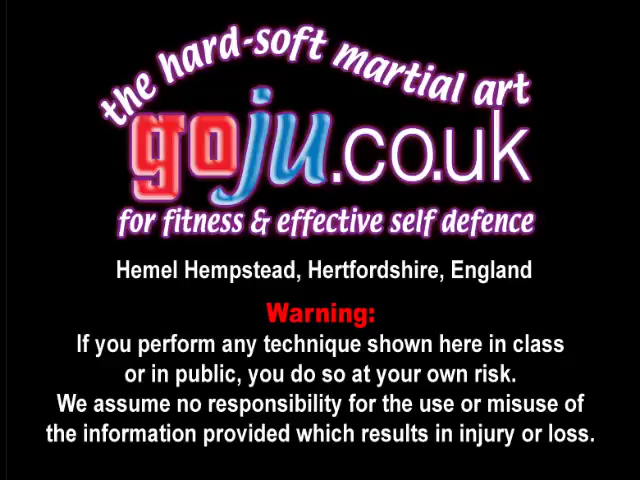 the hard-soft martial art
goju.co.uk
for fitness & effective self defence
Hemel Hempstead, Hertfordshire, England
Warning:
If you perform any technique shown here in class
or in public, you do so at your own risk.
We assume no responsibility for the use or misuse of
the information provided which results in injury or loss.